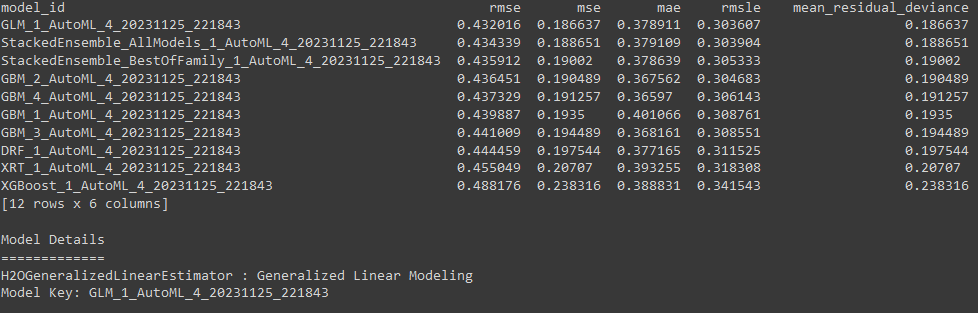 model_id rmse mse mae rmsle mean_residual_deviance
GLM_1_AutoML_4_20231125_221843 0.432016 0.186637 0.378911 0.303607 0.186637
StackedEnsemble_AllModels_1_AutoML_4_20231125_221843 0.434339 0.188651 0.379109 0.303904 0.188651
StackedEnsemble_BestOfFamily_1_AutoML_4_20231125_221843 0.435912 0.19002 0.378639 0.305333 0.19002
GBM_2_AutoML_4_20231125_221843 0.436451 0.190489 0.367562 0.304683 0.190489
GBM_4_AutoML_4_20231125_221843 0.437329 0.191257 0.36597 0.306143 0.191257
GBM_1_AutoML_4_20231125_221843 0.439887 0.1935 0.401066 0.308761 0.1935
GBM_3_AutoML_4_20231125_221843 0.441009 0.194489 0.368161 0.308551 0.194489
DRF_1_AutoML_4_20231125_221843 0.444459 0.197544 0.377165 0.311525 0.197544
XRT_1_AutoML_4_20231125_221843 0.455049 0.20707 0.393255 0.318308 0.20707
XGBoost_1_AutoML_4_20231125_221843 0.488176 0.238316 0.388831 0.341543 0.238316
[12 rows x 6 columns]
Model Details
=============
H2OGeneralizedLinearEstimator : Generalized Linear Modeling
Model Key: GLM_1_AutoML_4_20231125_221843